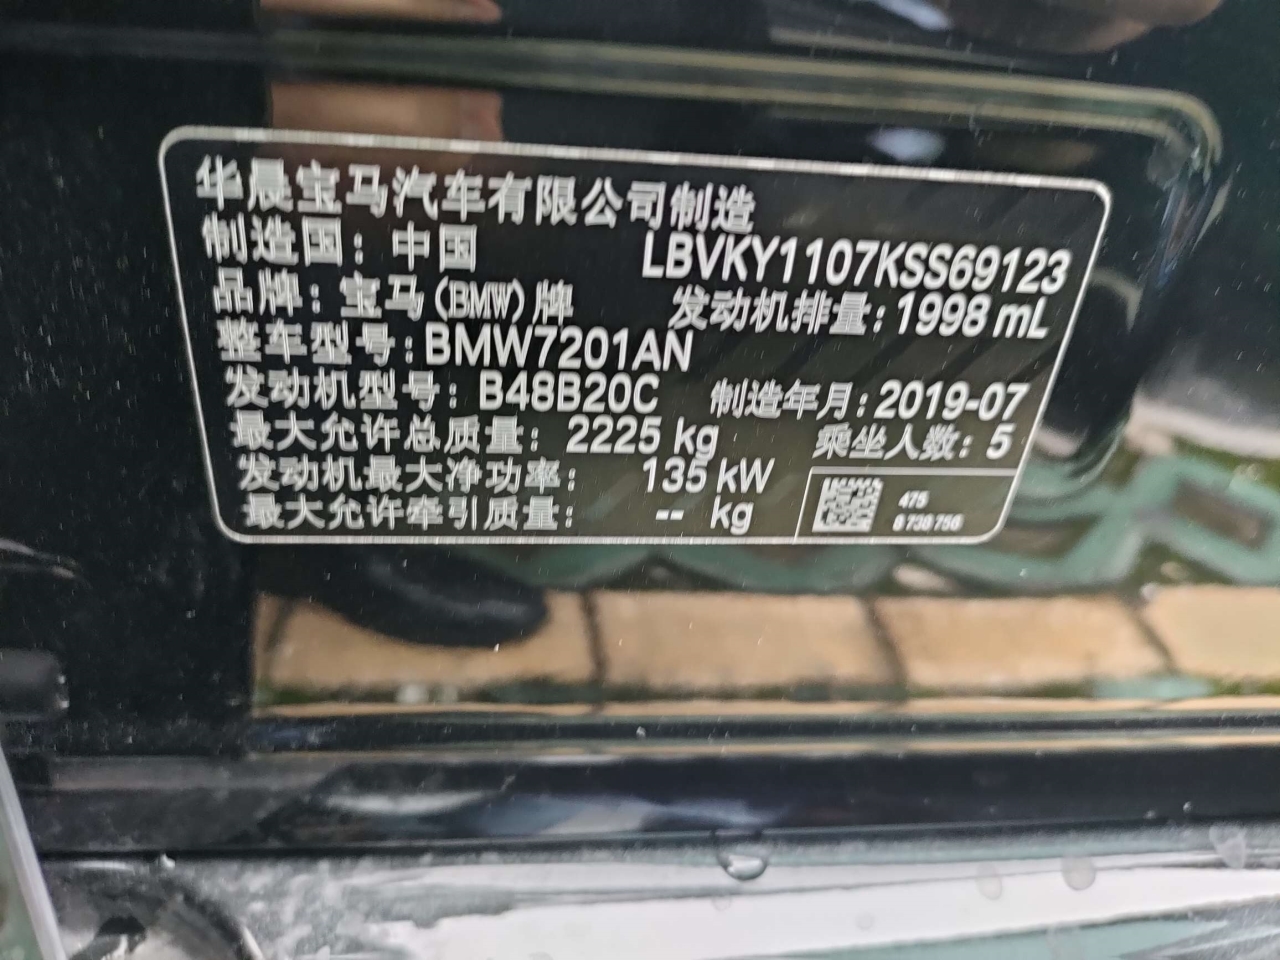 华晨宝马汽车有限公司制造
制造国：中国 LBVKY1107KSS69123
品牌：宝马(BMW)牌 发动机排量：1998 mL
整车型号：BMW7201AN
发动机型号：B48B20C 制造年月：2019-07
最大允许总质量：2225 kg 乘坐人数：5
发动机最大净功率：135 kW
最大允许牵引质量：-- kg
475
8 738 756